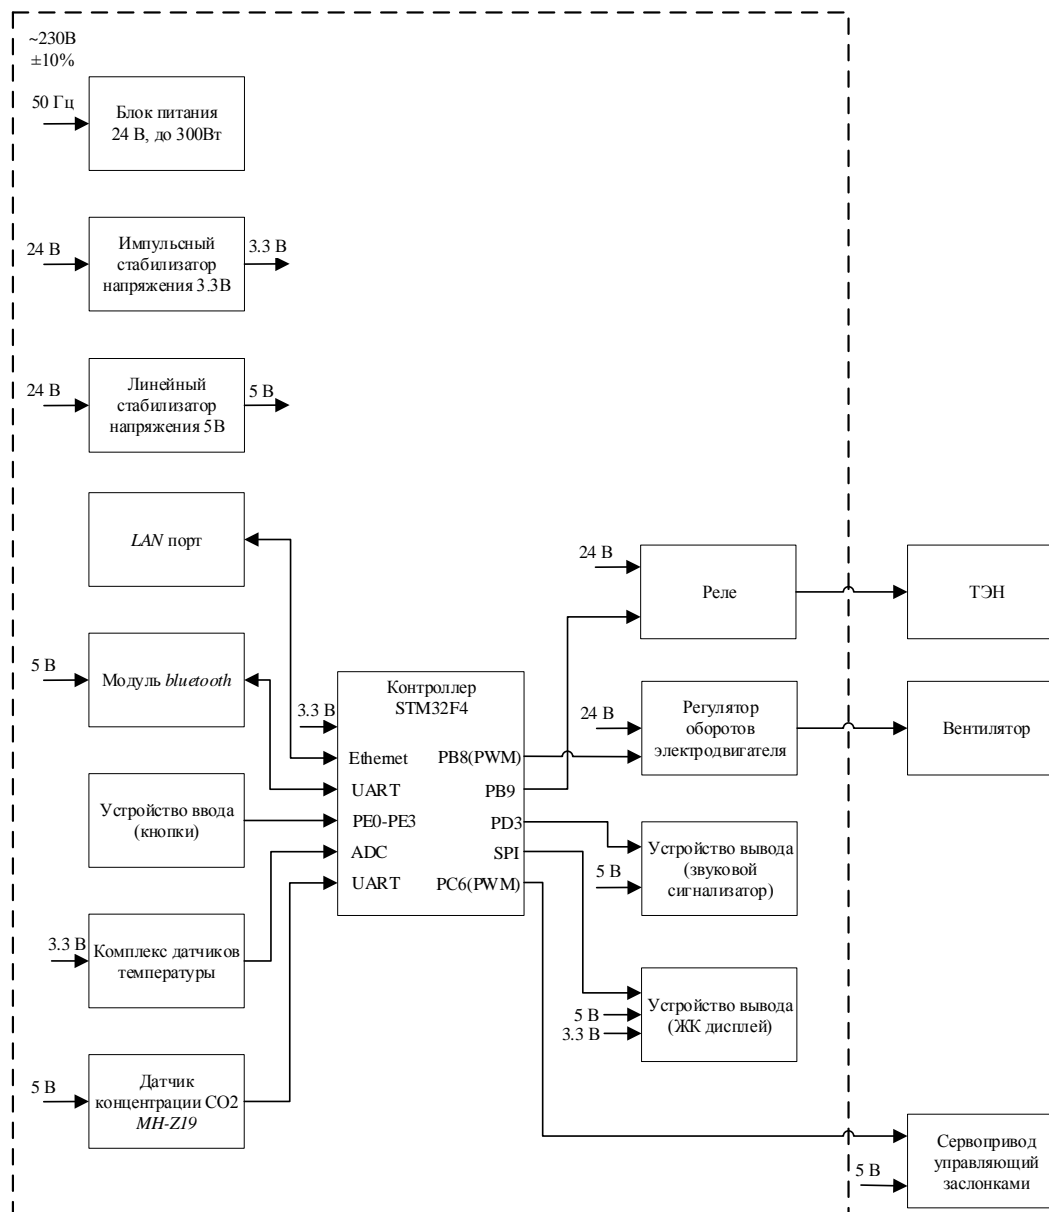 ~230В
±10%
50 Гц
Блок питания
24 В, до 300Вт
24 В
Импульсный
стабилизатор
напряжения 3.3В
3.3 В
24 В
Линейный
стабилизатор
напряжения 5В
5 В
LAN порт
5 В
Модуль bluetooth
Устройство ввода
(кнопки)
3.3 В
Комплекс датчиков
температуры
5 В
Датчик
концентрации CO2
MH-Z19
Контроллер
STM32F4
3.3 В
Ethernet
UART
PE0-PE3
ADC
UART
PB8(PWM)
PB9
PD3
SPI
PC6(PWM)
24 В
Реле
ТЭН
24 В
Регулятор
оборотов
электродвигателя
Вентилятор
5 В
Устройство вывода
(звуковой
сигнализатор)
5 В
3.3 В
Устройство вывода
(ЖК дисплей)
5 В
Сервопривод
управляющий
заслонками